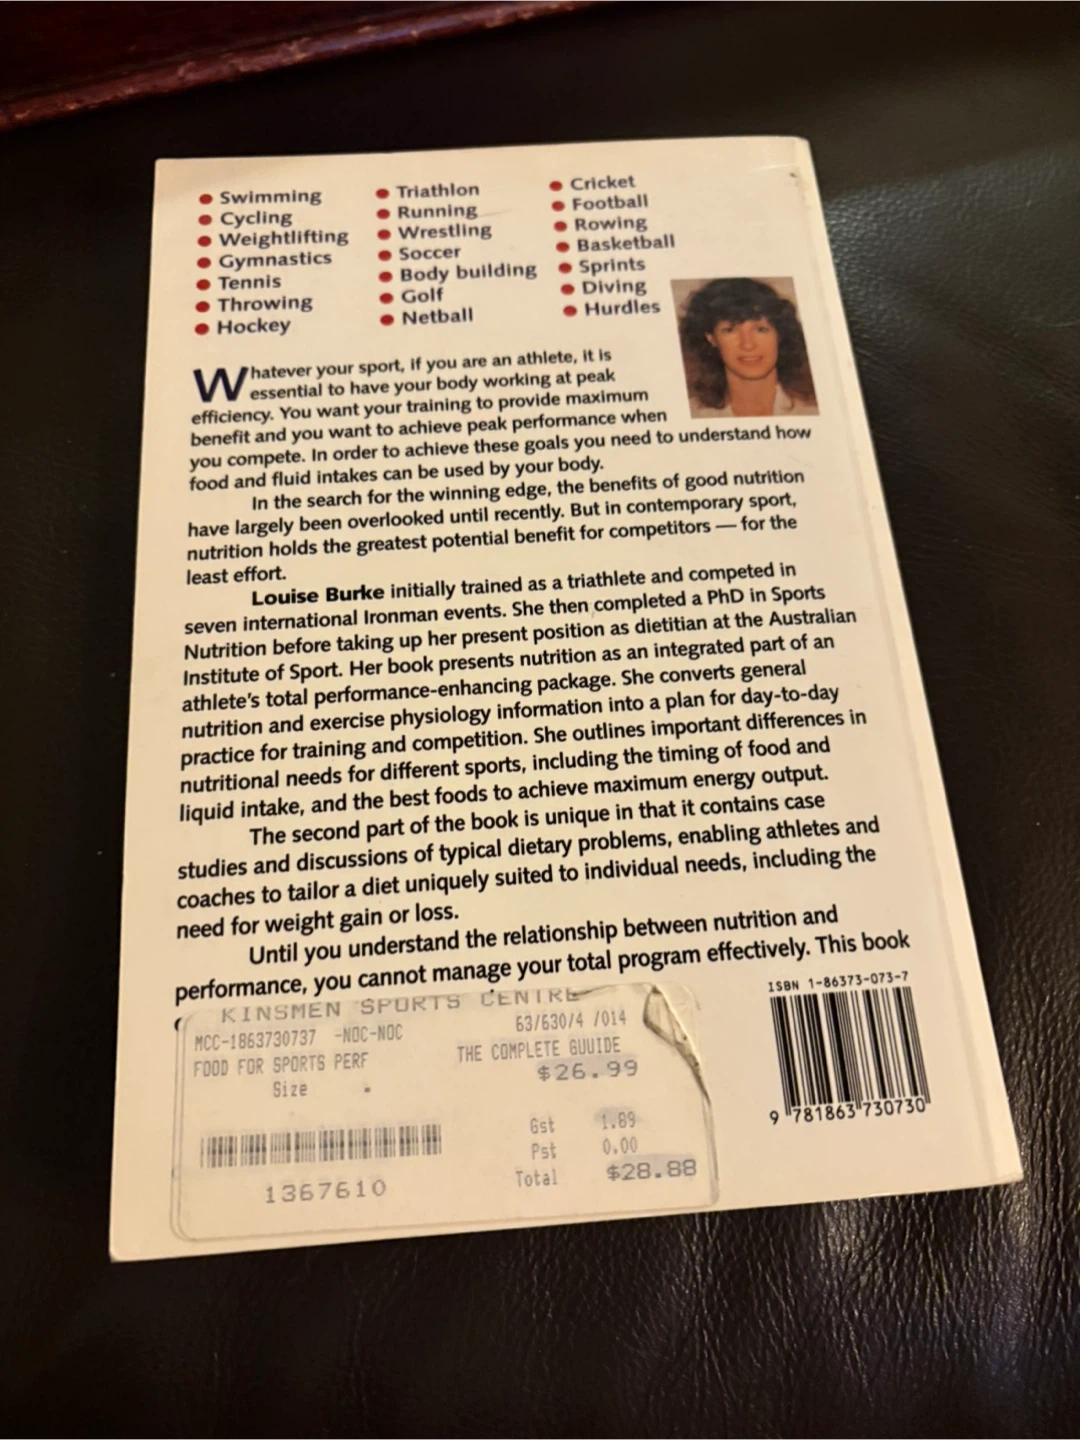 • Swimming
• Cycling
• Weightlifting
• Gymnastics
• Tennis
• Throwing
• Hockey
• Triathlon
• Running
• Wrestling
• Soccer
• Body building
• Golf
• Netball
• Cricket
• Football
• Rowing
• Basketball
• Sprints
• Diving
• Hurdles
Whatever your sport, if you are an athlete, it is
essential to have your body working at peak
efficiency. You want your training to provide maximum
benefit and you want to achieve peak performance when
you compete. In order to achieve these goals you need to understand how
food and fluid intakes can be used by your body.
In the search for the winning edge, the benefits of good nutrition
have largely been overlooked until recently. But in contemporary sport,
nutrition holds the greatest potential benefit for competitors — for the
least effort.
Louise Burke initially trained as a triathlete and competed in
seven international Ironman events. She then completed a PhD in Sports
Nutrition before taking up her present position as dietitian at the Australian
Institute of Sport. Her book presents nutrition as an integrated part of an
athlete's total performance-enhancing package. She converts general
nutrition and exercise physiology information into a plan for day-to-day
practice for training and competition. She outlines important differences in
nutritional needs for different sports, including the timing of food and
liquid intake, and the best foods to achieve maximum energy output.
The second part of the book is unique in that it contains case
studies and discussions of typical dietary problems, enabling athletes and
coaches to tailor a diet uniquely suited to individual needs, including the
need for weight gain or loss.
Until you understand the relationship between nutrition and
performance, you cannot manage your total program effectively. This book
KINSMEN SPORTS CENTRE
MCC-1863730737 -NOC-NOC 63/630/4 /014
FOOD FOR SPORTS PERF THE COMPLETE GUUIDE
Size $26.99
Gst 1.89
Pst 0.00
Total $28.88
1367610
ISBN 1-86373-073-7
9 781863 730730